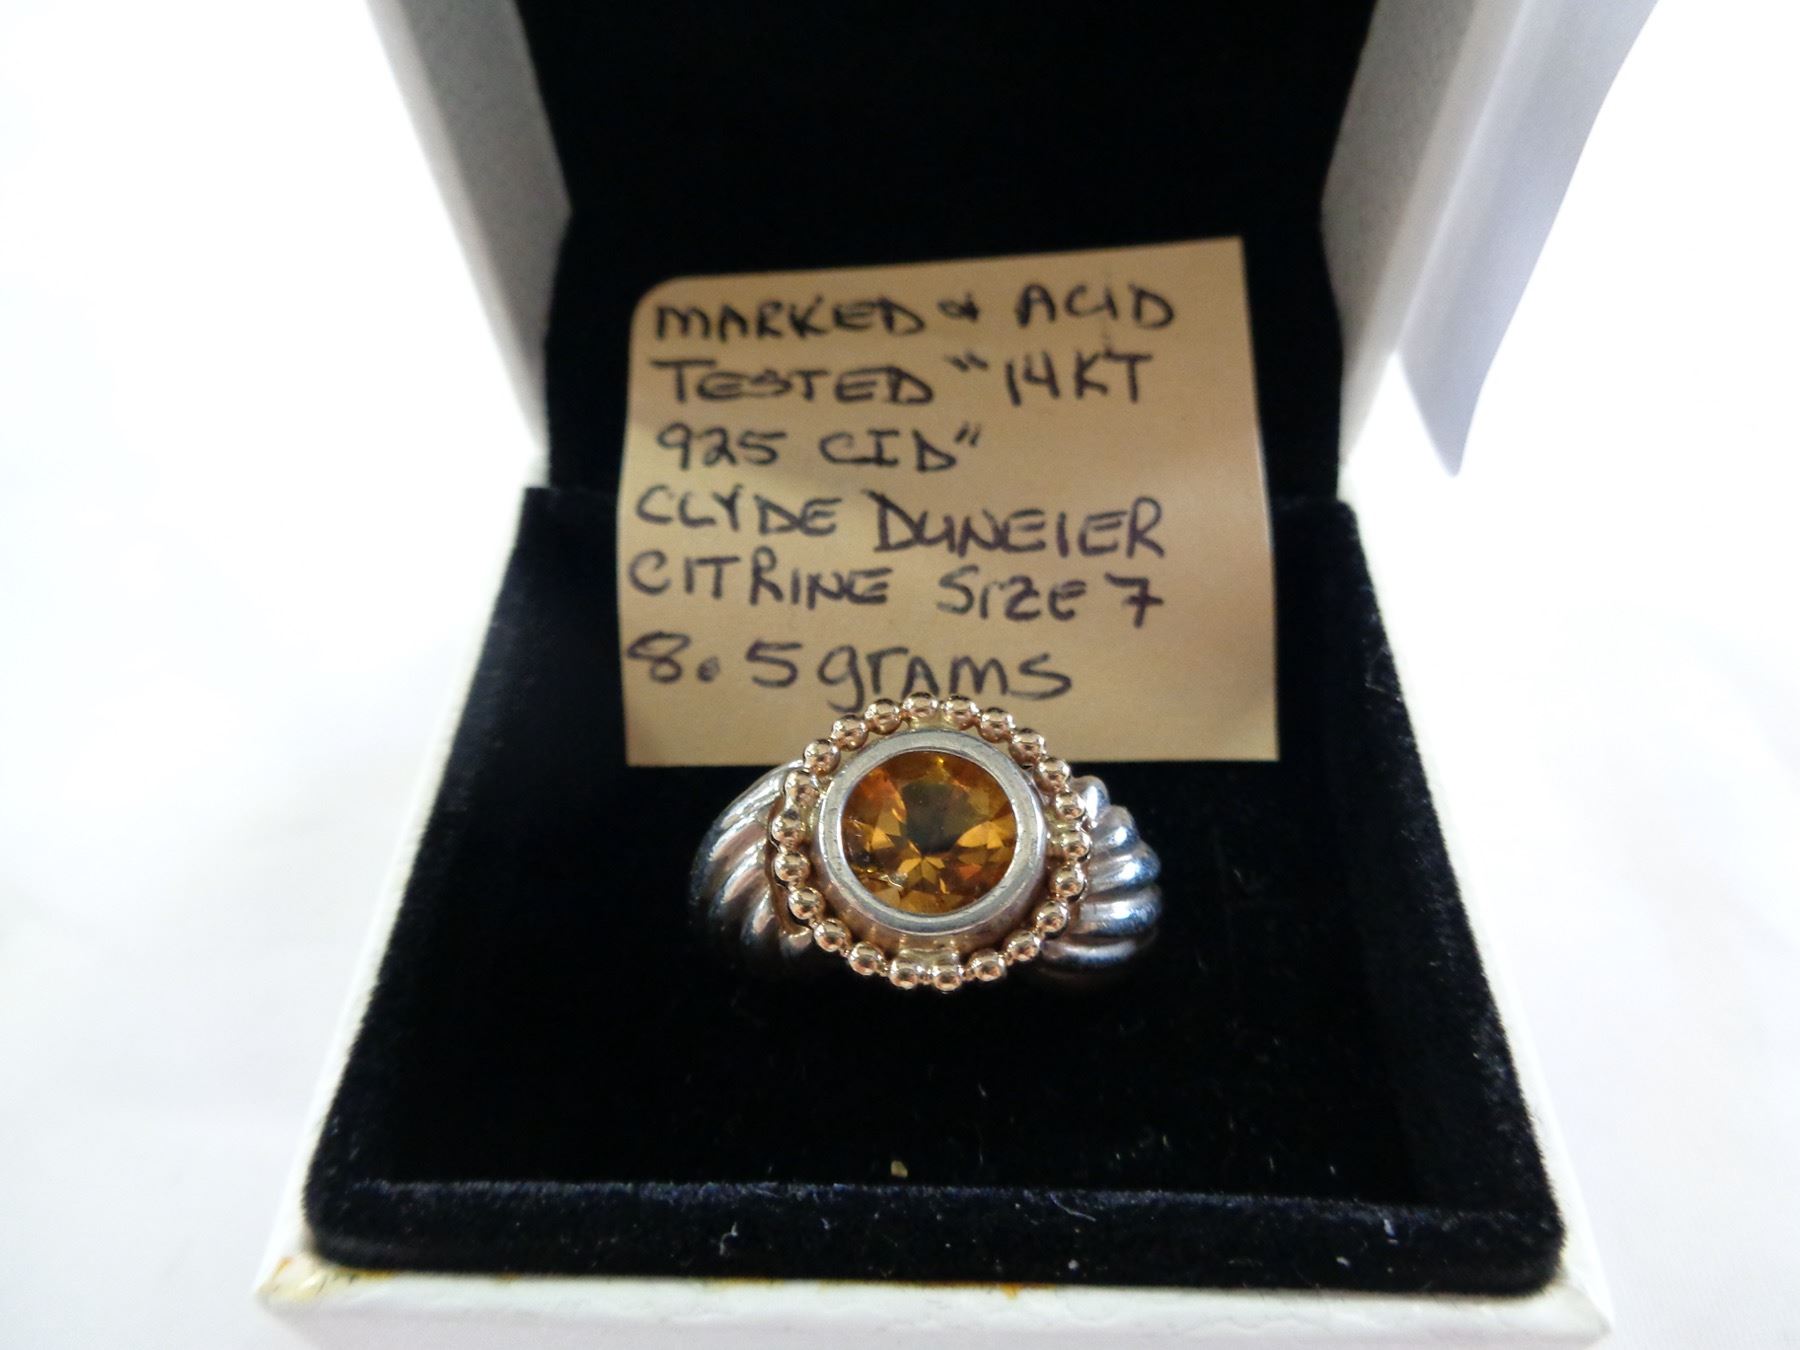 MARKED & ACID
TESTED "14KT
925 CID"
CLYDE DUNEIER
CITRINE SIZE 7
8.5 grAMS